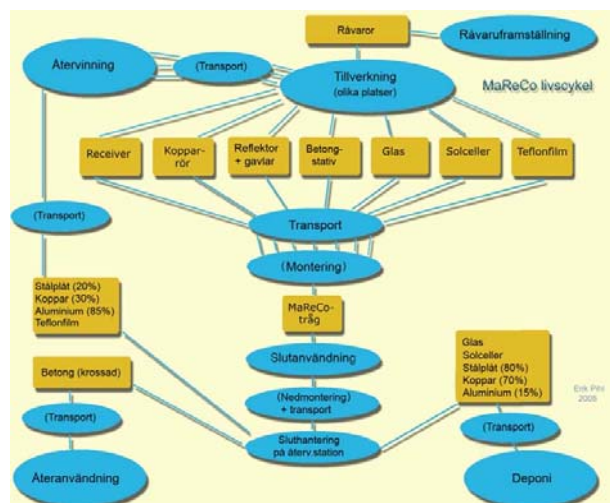 Råvaror
Råvaruframställning
Återvinning
(Transport)
Tillverkning
(olika platser)
MaReCo livscykel
Receiver
Koppar-
rör
Reflektor
+ gavlar
Betong-
stativ
Glas
Solceller
Teflonfilm
(Transport)
Transport
(Montering)
Stålplåt (20%)
Koppar (30%)
Aluminium (85%)
Teflonfilm
MaReCo-
tråg
Slutanvändning
Glas
Solceller
Stålplåt (80%)
Koppar (70%)
Aluminium (15%)
Betong (krossad)
(Nedmontering)
+ transport
Erik Pihl
2008
(Transport)
Sluthantering
på återv.station
(Transport)
Återanvändning
Deponi